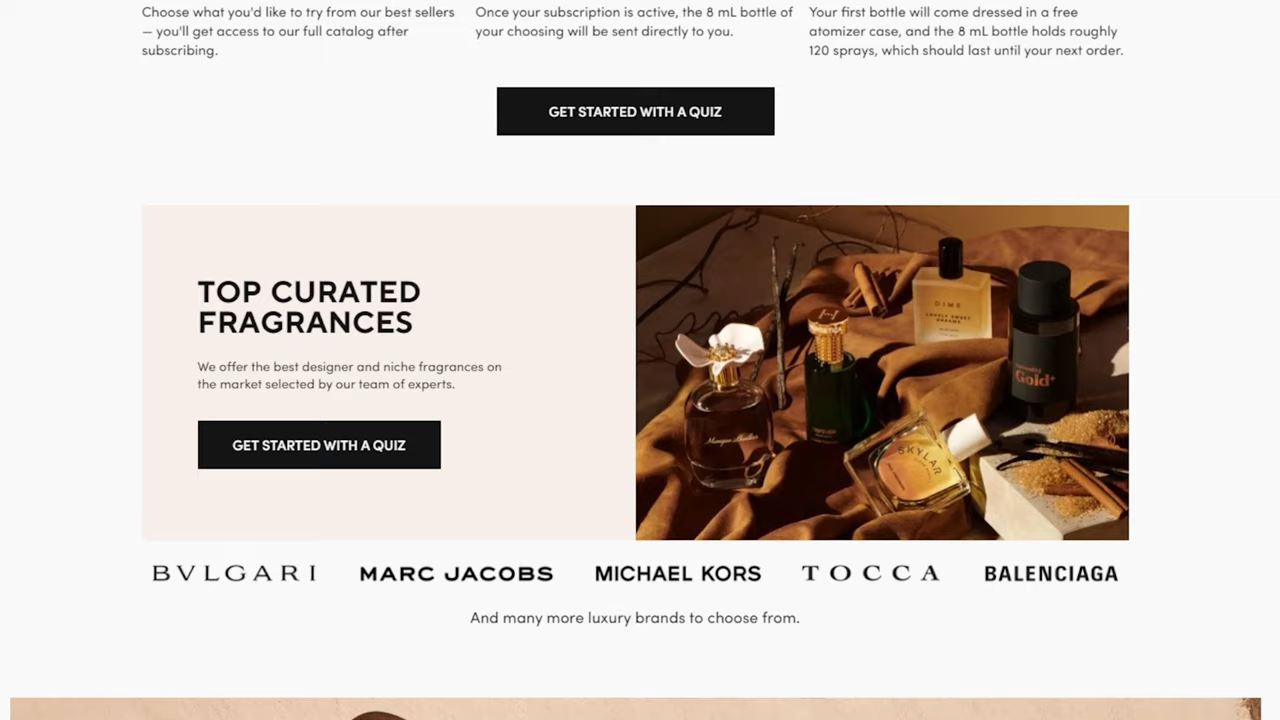 Choose what you'd like to try from our best sellers
— you'll get access to our full catalog after
subscribing.
Once your subscription is active, the 8 mL bottle of
your choosing will be sent directly to you.
Your first bottle will come dressed in a free
atomizer case, and the 8 mL bottle holds roughly
120 sprays, which should last until your next order.
GET STARTED WITH A QUIZ
TOP CURATED
FRAGRANCES
We offer the best designer and niche fragrances on
the market selected by our team of experts.
GET STARTED WITH A QUIZ
DIME
Gold
SKYLAR
BVLGARI
MARC JACOBS
MICHAEL KORS
TOCCA
BALENCIAGA
And many more luxury brands to choose from.